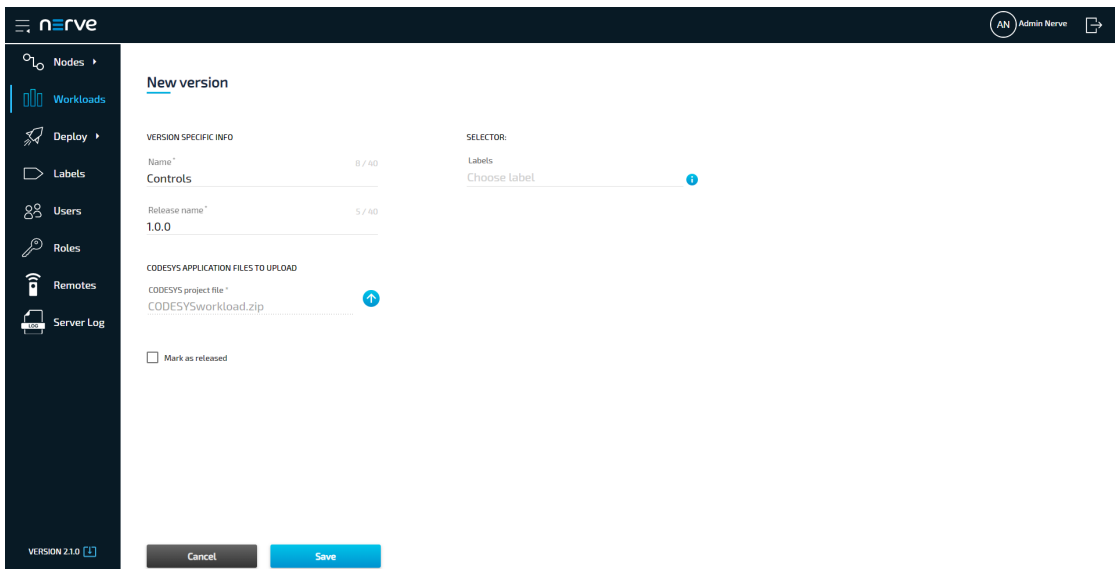 nerve
AN Admin Nerve
Nodes
Workloads
Deploy
Labels
Users
Roles
Remotes
LOG
Server Log
VERSION 2.1.0
New version
VERSION SPECIFIC INFO
Name*
8 / 40
Controls
Release name*
5 / 40
1.0.0
CODESYS APPLICATION FILES TO UPLOAD
CODESYS project file *
CODESYSworkload.zip
Mark as released
SELECTOR:
Labels
Choose label
Cancel
Save